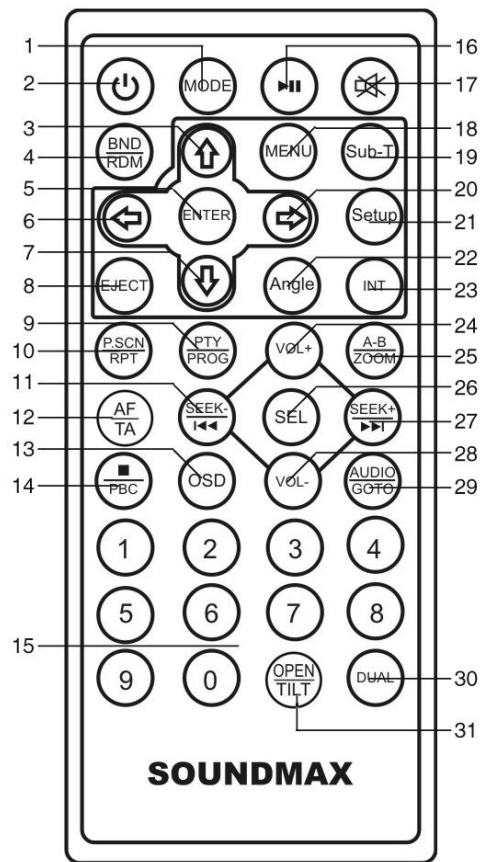 1 MODE 16
2 17
3 BND RDM MENU Sub-T 18
4 19
5 ENTER Setup 20
6 21
7 22
8 EJECT Angle INT 23
9 P.SCN RPT PTY PROG VOL+ A-B ZOOM 24
10 25
11 AF TA SEEK- SEL SEEK+ 26
12 27
13 PBC OSD VOL- AUDIO GOTO 28
14 29
1 2 3 4
5 6 7 8
15 9 0 OPEN TILT DUAL 30
31
SOUNDMAX